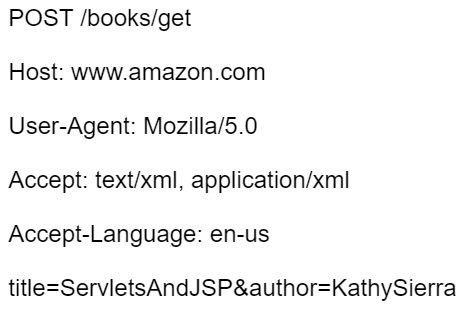 POST /books/get
Host: www.amazon.com
User-Agent: Mozilla/5.0
Accept: text/xml, application/xml
Accept-Language: en-us
title=ServletsAndJSP&author=KathySierra